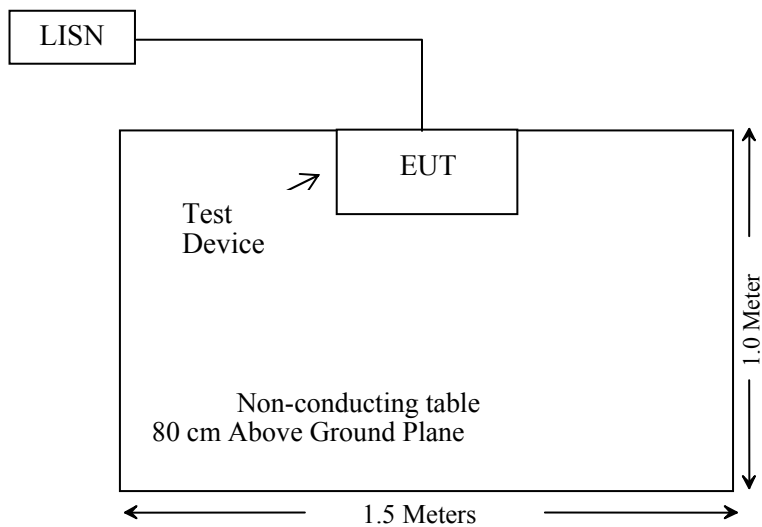 LISN
EUT
Test
Device
1.0 Meter
Non-conducting table
80 cm Above Ground Plane
1.5 Meters